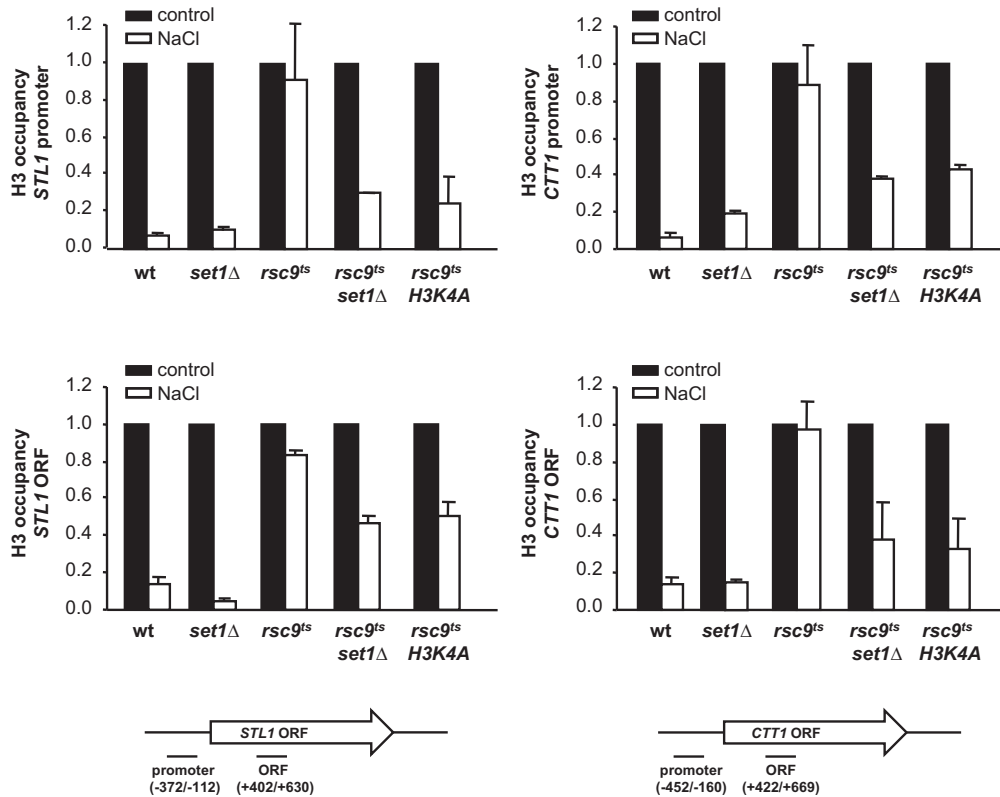 control
NaCl
H3 occupancy
STL1 promoter
1.2
1.0
0.8
0.6
0.4
0.2
0.0
wt
set1Δ
rsc9ts
rsc9ts
set1Δ
rsc9ts
H3K4A
control
NaCl
H3 occupancy
CTT1 promoter
1.2
1.0
0.8
0.6
0.4
0.2
0.0
wt
set1Δ
rsc9ts
rsc9ts
set1Δ
rsc9ts
H3K4A
control
NaCl
H3 occupancy
STL1 ORF
1.2
1.0
0.8
0.6
0.4
0.2
0.0
wt
set1Δ
rsc9ts
rsc9ts
set1Δ
rsc9ts
H3K4A
control
NaCl
H3 occupancy
CTT1 ORF
1.2
1.0
0.8
0.6
0.4
0.2
0.0
wt
set1Δ
rsc9ts
rsc9ts
set1Δ
rsc9ts
H3K4A
STL1 ORF
promoter
(-372/-112)
ORF
(+402/+630)
CTT1 ORF
promoter
(-452/-160)
ORF
(+422/+669)